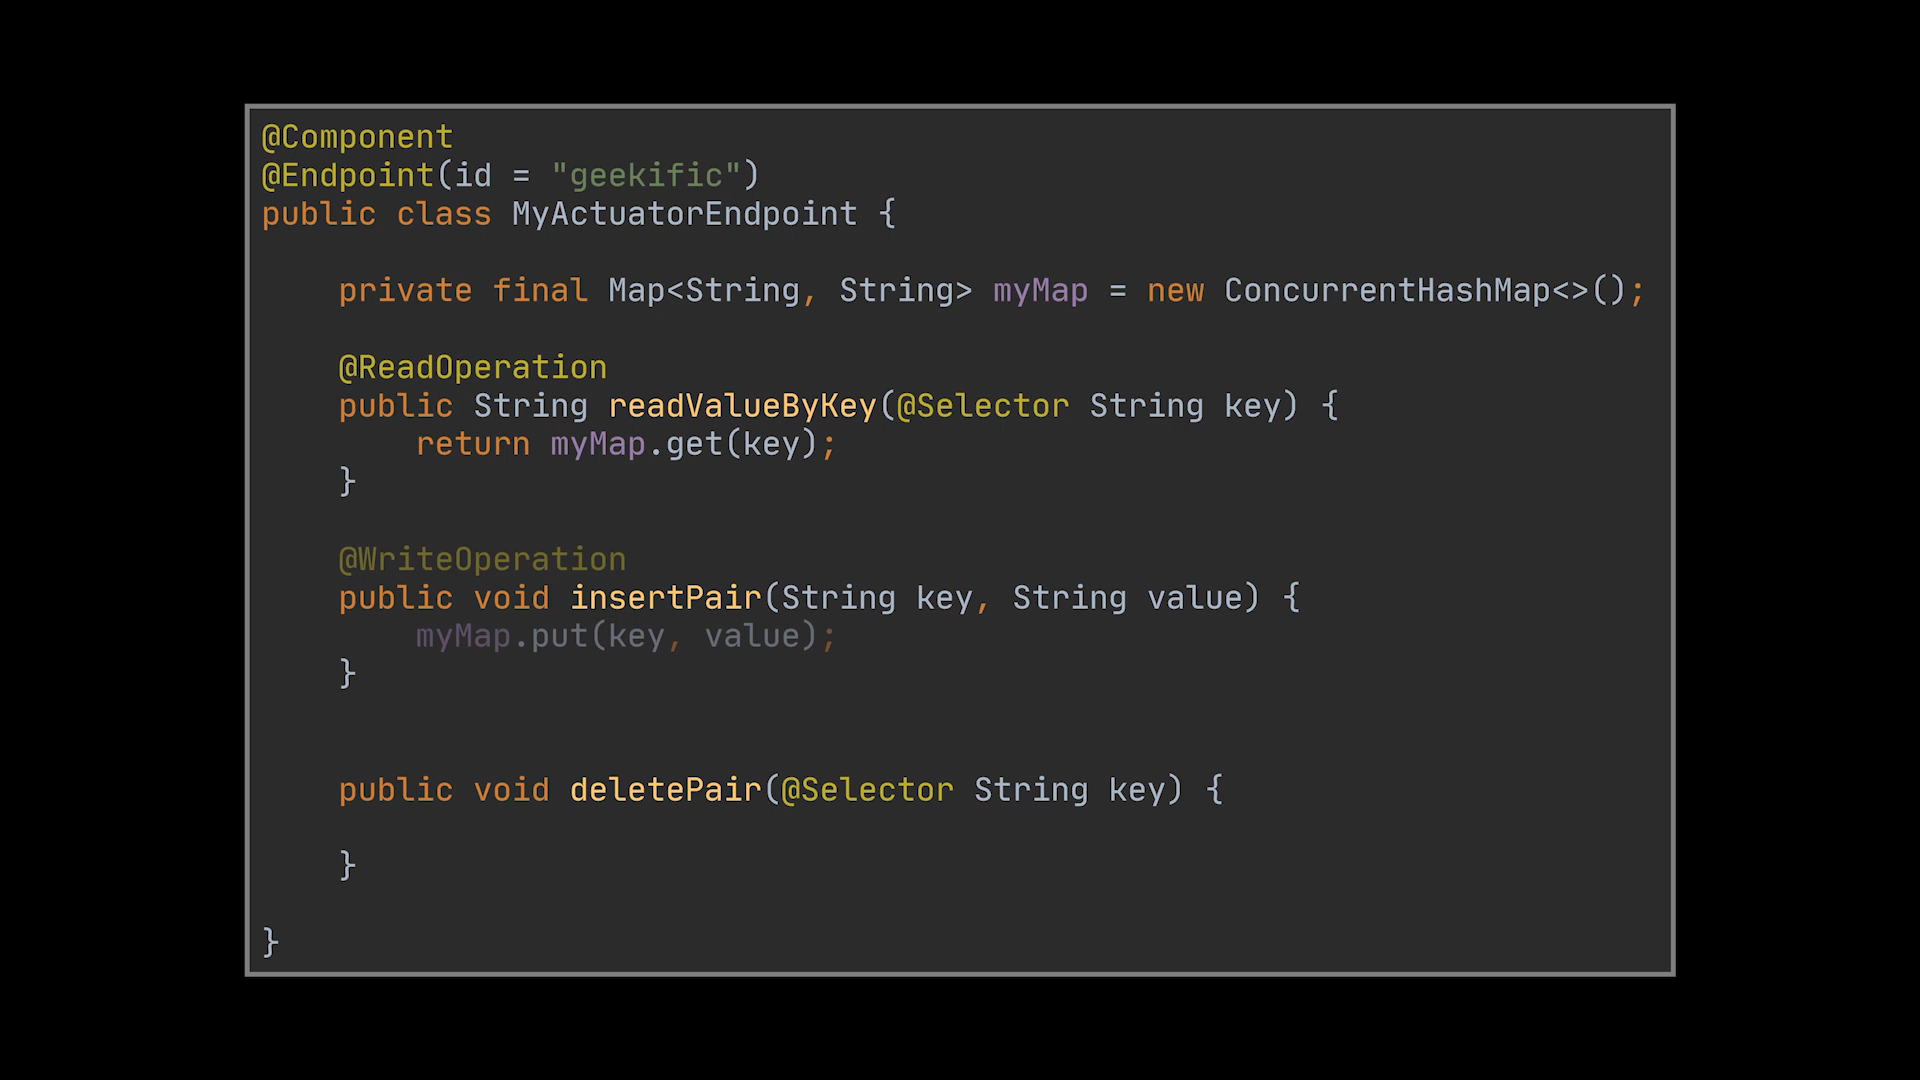 @Component
@Endpoint(id = "geekific")
public class MyActuatorEndpoint {
private final Map<String, String> myMap = new ConcurrentHashMap<>();
@ReadOperation
public String readValueByKey(@Selector String key) {
return myMap.get(key);
}
@WriteOperation
public void insertPair(String key, String value) {
myMap.put(key, value);
}
public void deletePair(@Selector String key) {
}
}